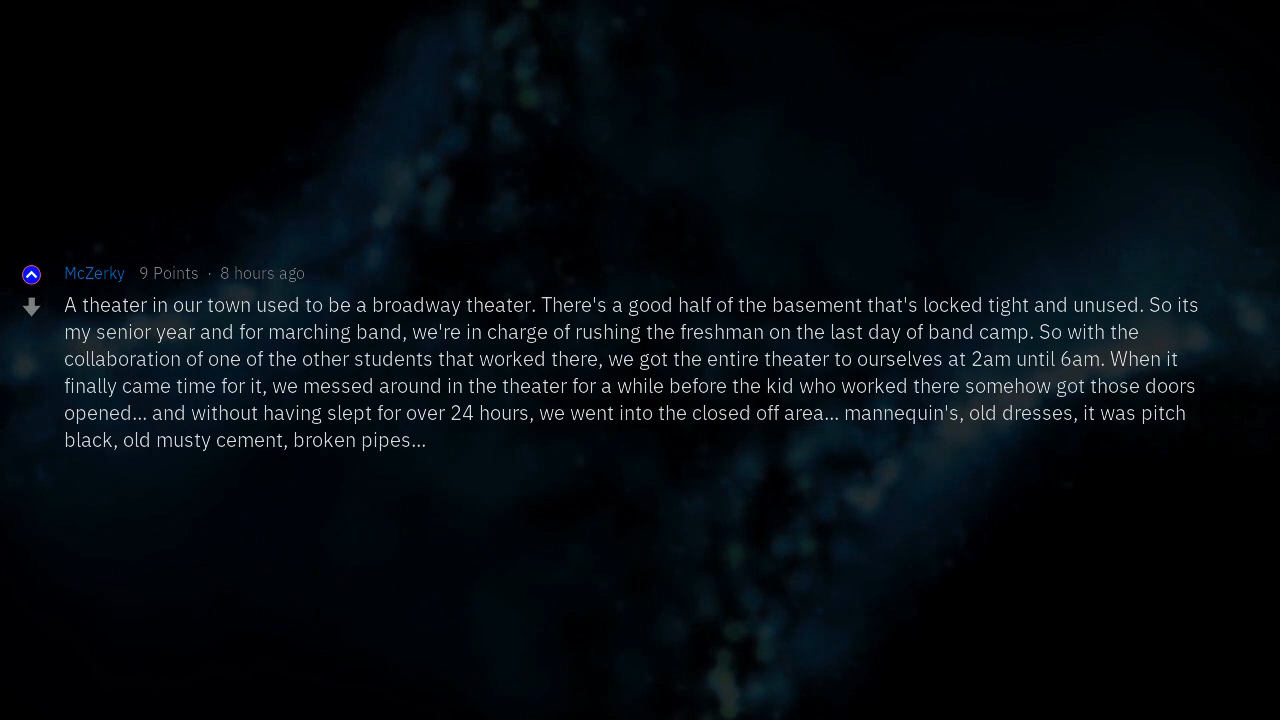 McZerky 9 Points · 8 hours ago
A theater in our town used to be a broadway theater. There's a good half of the basement that's locked tight and unused. So its
my senior year and for marching band, we're in charge of rushing the freshman on the last day of band camp. So with the
collaboration of one of the other students that worked there, we got the entire theater to ourselves at 2am until 6am. When it
finally came time for it, we messed around in the theater for a while before the kid who worked there somehow got those doors
opened... and without having slept for over 24 hours, we went into the closed off area... mannequin's, old dresses, it was pitch
black, old musty cement, broken pipes...